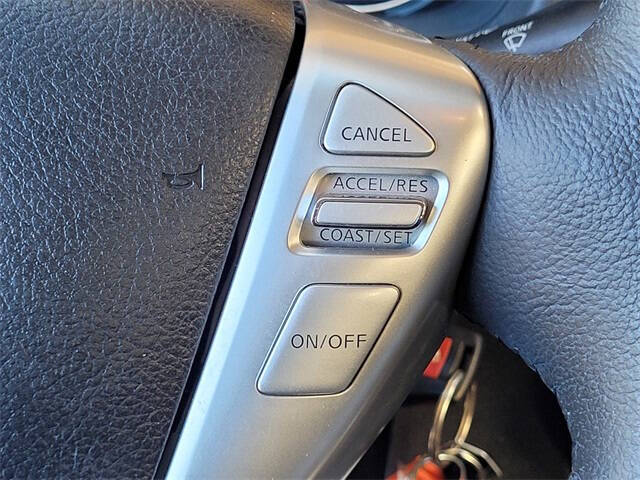 FRONT
CANCEL
ACCEL/RES
COAST/SET
ON/OFF